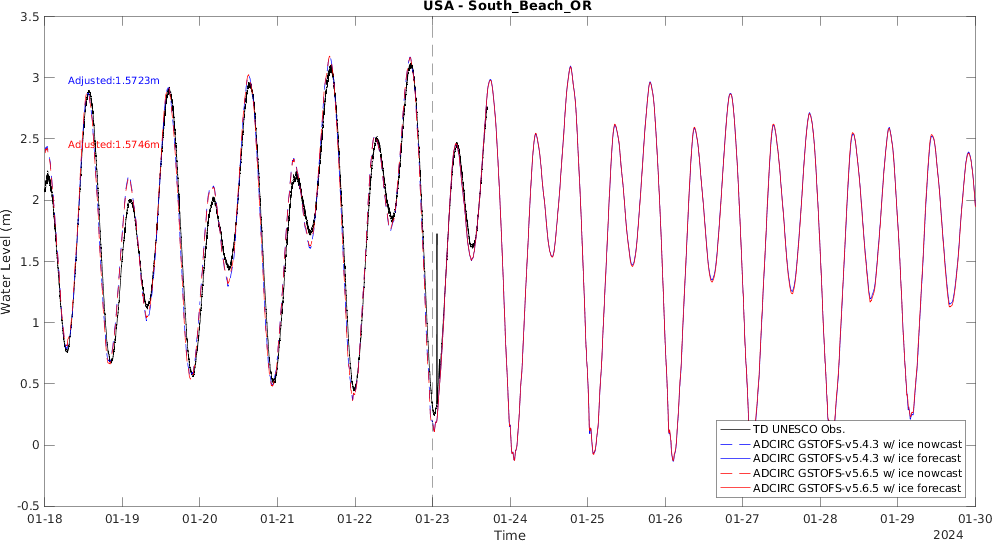 USA - South_Beach_OR
3.5
3
2.5
2
1.5
1
0.5
0
-0.5
Water Level (m)
Adjusted:1.5723m
Adjusted:1.5746m
TD UNESCO Obs.
ADCIRC GSTOFS-v5.4.3 w/ ice nowcast
ADCIRC GSTOFS-v5.4.3 w/ ice forecast
ADCIRC GSTOFS-v5.6.5 w/ ice nowcast
ADCIRC GSTOFS-v5.6.5 w/ ice forecast
01-18 01-19 01-20 01-21 01-22 01-23 01-24 01-25 01-26 01-27 01-28 01-29 01-30
Time
2024